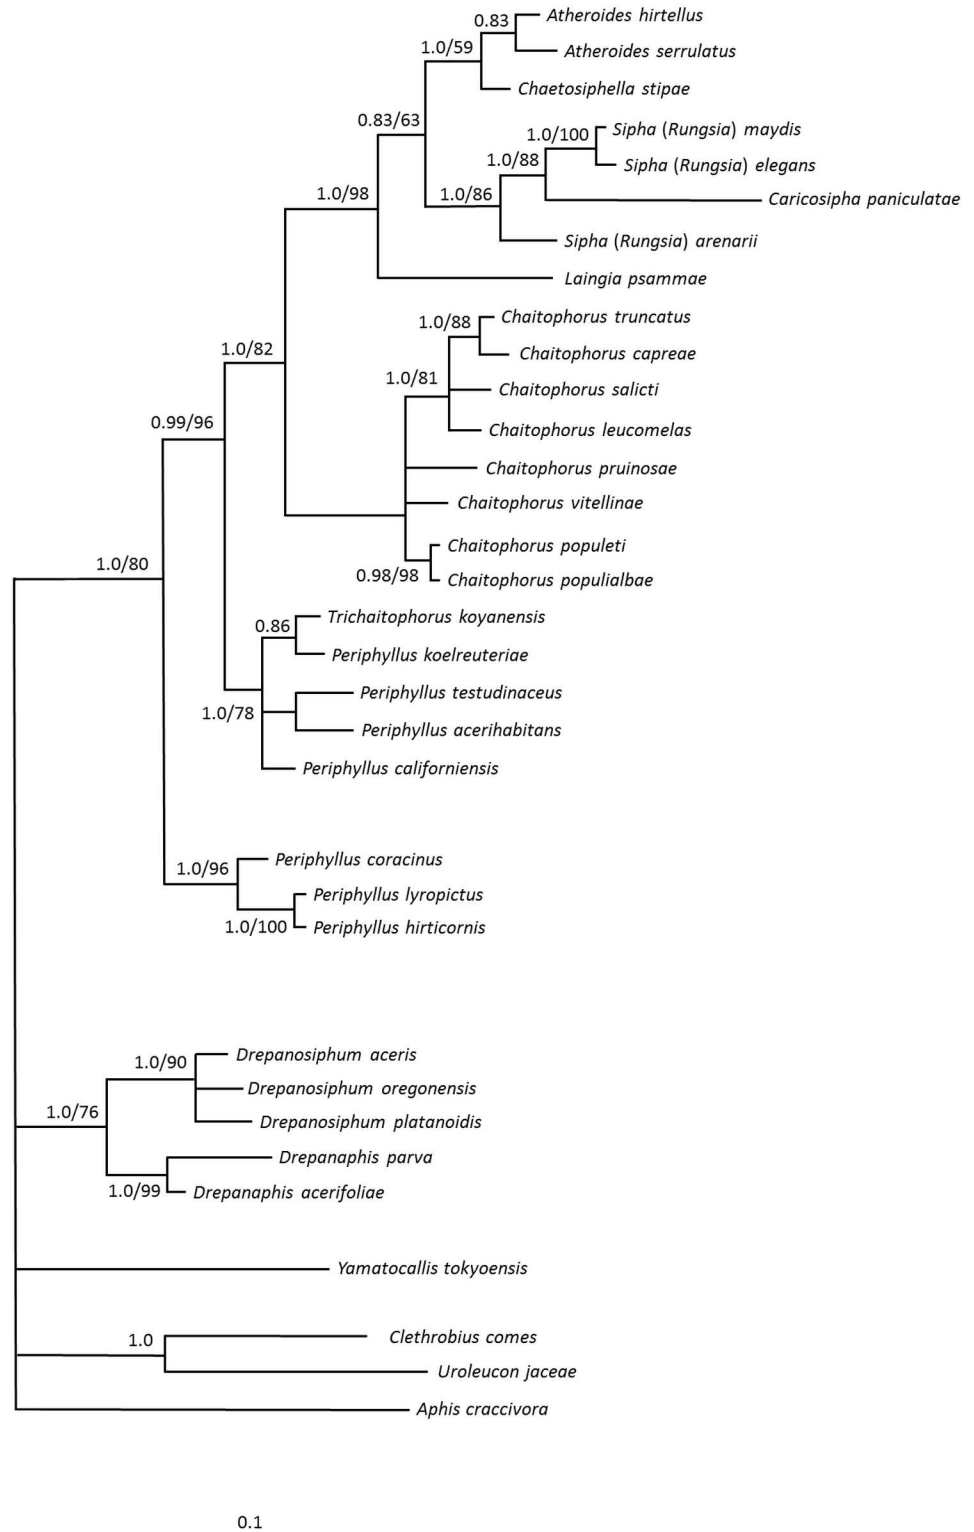 0.83
Atheroides hirtellus
1.0/59
Atheroides serrulatus
Chaetosiphella stipae
0.83/63
Sipha (Rungsia) maydis
1.0/100
1.0/88
Sipha (Rungsia) elegans
1.0/98
1.0/86
Caricosipha paniculatae
Sipha (Rungsia) arenarii
Laingia psammae
Chaitophorus truncatus
1.0/88
1.0/82
Chaitophorus capreae
1.0/81
Chaitophorus salicti
0.99/96
Chaitophorus leucomelas
Chaitophorus pruinosae
Chaitophorus vitellinae
Chaitophorus populeti
1.0/80
0.98/98
Chaitophorus populialbae
Trichaitophorus koyanensis
0.86
Periphyllus koelreuteriae
Periphyllus testudinaceus
1.0/78
Periphyllus acerihabitans
Periphyllus californiensis
Periphyllus coracinus
1.0/96
Periphyllus lyropictus
1.0/100
Periphyllus hirticornis
Drepanosiphum aceris
1.0/90
Drepanosiphum oregonensis
1.0/76
Drepanosiphum platanoidis
Drepanaphis parva
1.0/99
Drepanaphis acerifoliae
Yamatocallis tokyoensis
1.0
Clethrobius comes
Uroleucon jaceae
Aphis craccivora
0.1